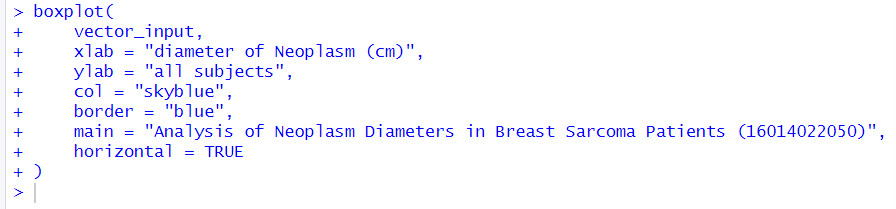 > boxplot(
+     vector_input,
+     xlab = "diameter of Neoplasm (cm)",
+     ylab = "all subjects",
+     col = "skyblue",
+     border = "blue",
+     main = "Analysis of Neoplasm Diameters in Breast Sarcoma Patients (16014022050)",
+     horizontal = TRUE
+ )
>